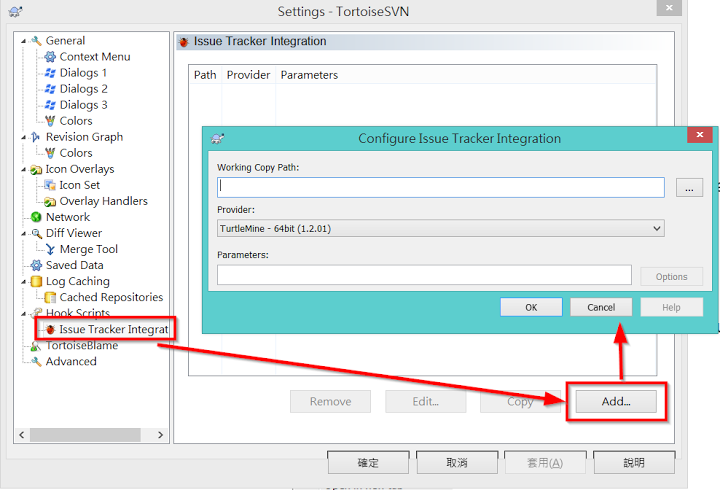 Settings - TortoiseSVN
General
Context Menu
Dialogs 1
Dialogs 2
Dialogs 3
Colors
Revision Graph
Colors
Icon Overlays
Icon Set
Overlay Handlers
Network
Diff Viewer
Merge Tool
Saved Data
Log Caching
Cached Repositories
Hook Scripts
Issue Tracker Integrat
TortoiseBlame
Advanced
Issue Tracker Integration
Path Provider Parameters
Configure Issue Tracker Integration
Working Copy Path:
...
Provider:
TurtleMine - 64bit (1.2.01)
Parameters:
Options
OK Cancel Help
Remove Edit... Copy Add...
確定 取消 套用(A) 說明